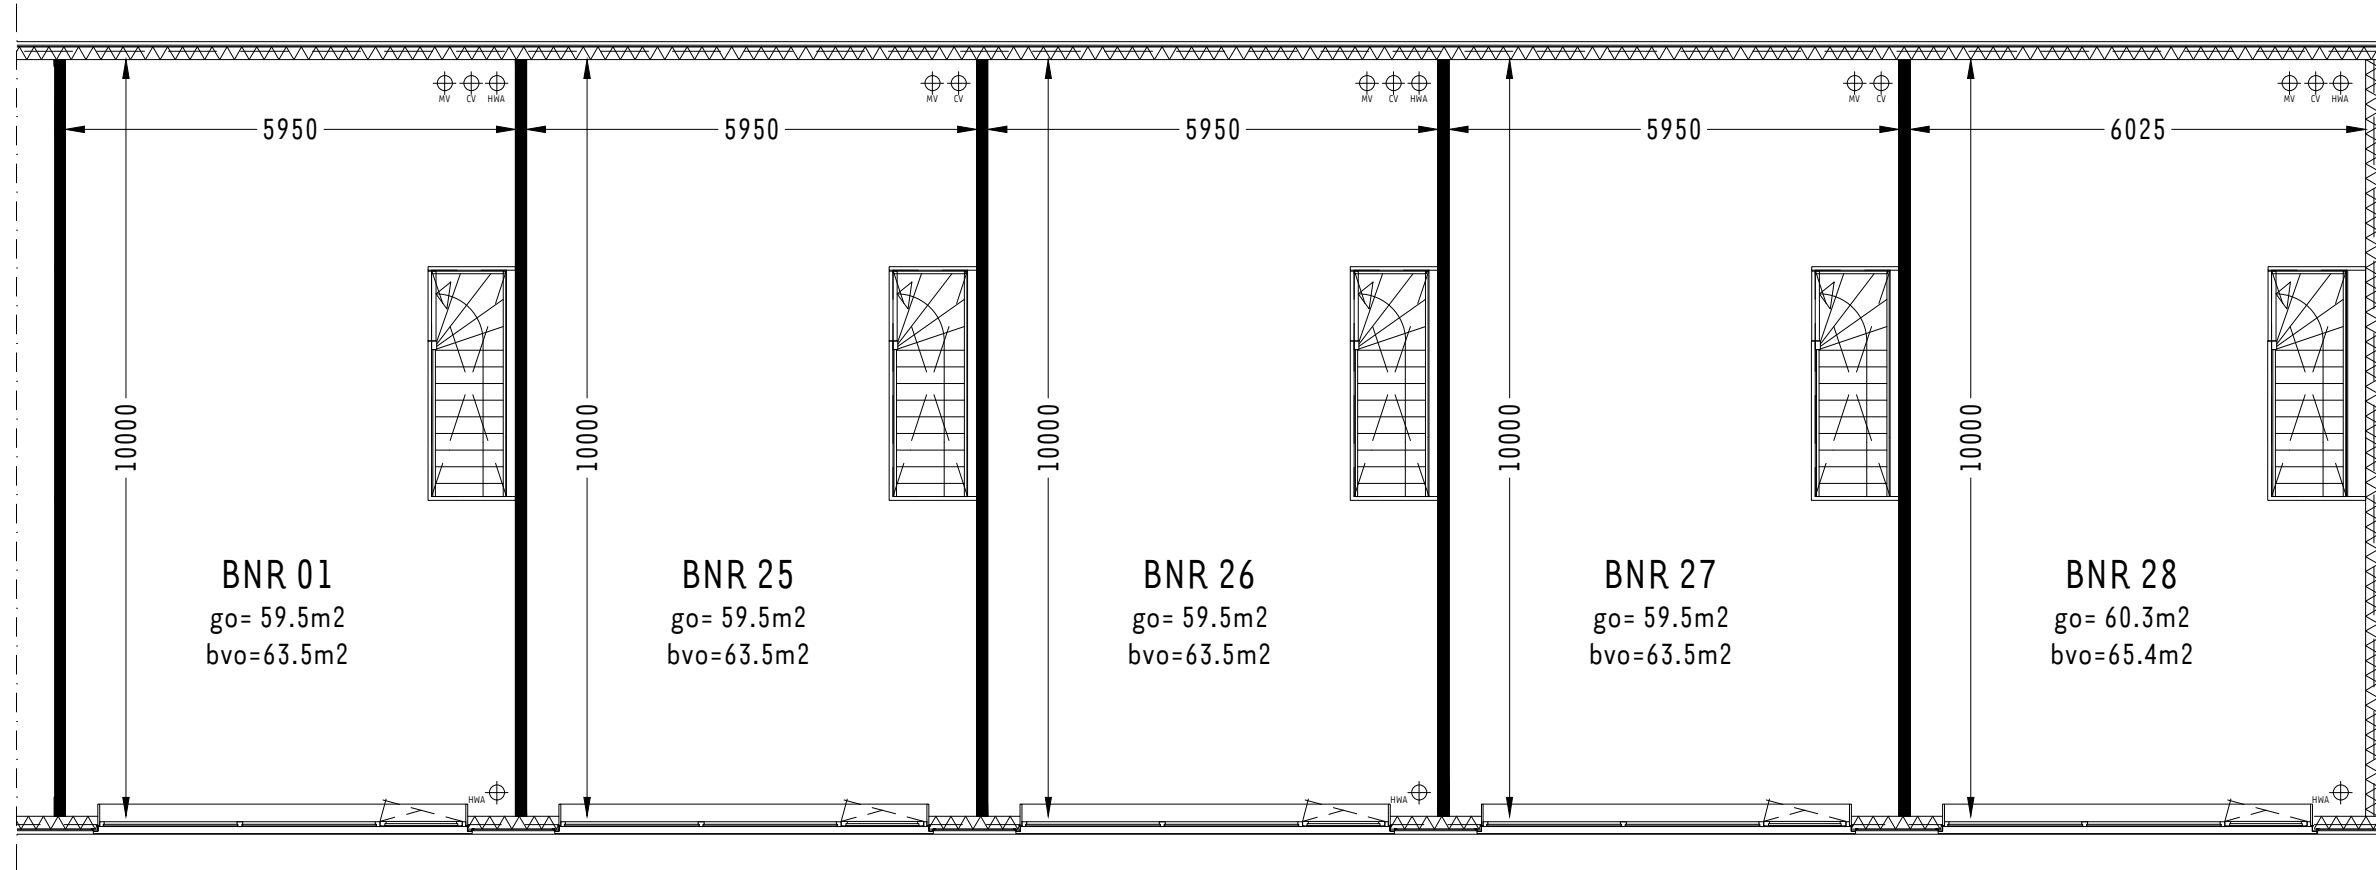 MV CV HWA
MV CV
MV CV HWA
MV CV
MV CV HWA
5950
5950
5950
5950
6025
10000
10000
10000
10000
10000
BNR 01
go= 59.5m2
bvo=63.5m2
BNR 25
go= 59.5m2
bvo=63.5m2
BNR 26
go= 59.5m2
bvo=63.5m2
BNR 27
go= 59.5m2
bvo=63.5m2
BNR 28
go= 60.3m2
bvo=65.4m2
HWA
HWA
HWA